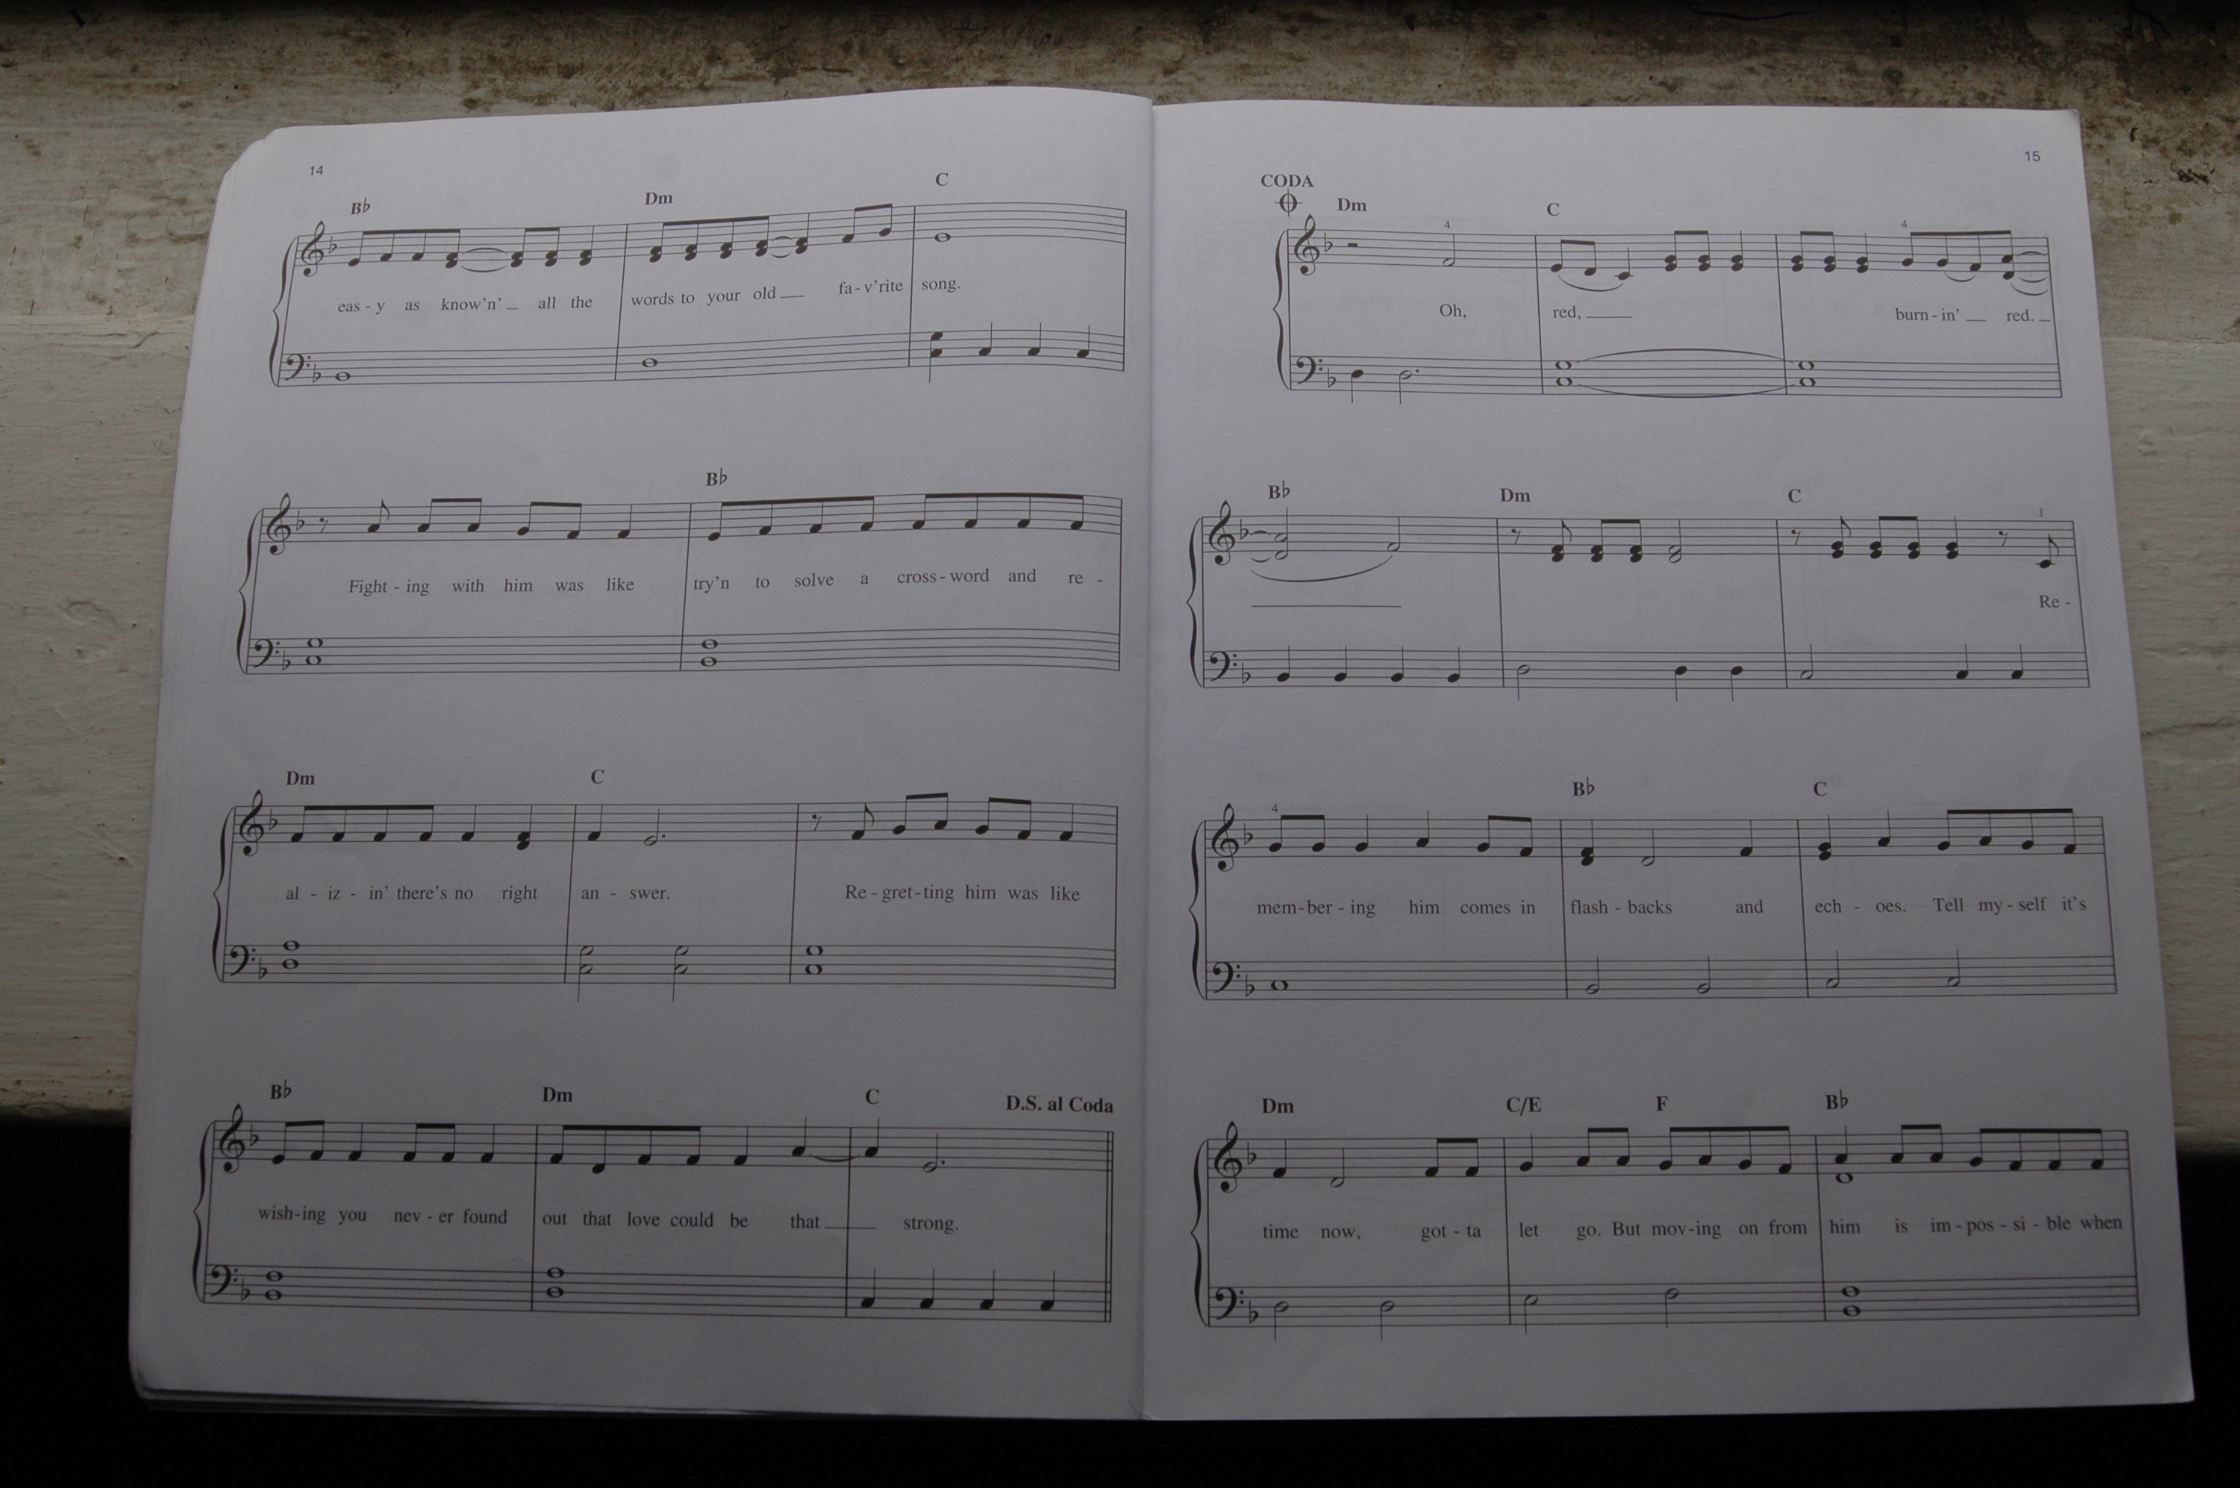 14
B♭ Dm C
eas - y as know'n' _ all the words to your old __ fa - v'rite song.
B♭
Fight - ing with him was like try'n to solve a cross - word and re -
Dm C
al - iz - in' there's no right an - swer. Re - gret - ting him was like
B♭ Dm C D.S. al Coda
wish - ing you nev - er found out that love could be that ____ strong.
15
CODA
Dm C
4 4
Oh, red, ____ burn - in' __ red. _
B♭ Dm C
1
Re -
B♭ C
4
mem - ber - ing him comes in flash - backs and ech - oes. Tell my - self it's
Dm C/E F B♭
time now, got - ta let go. But mov - ing on from him is im - pos - si - ble when